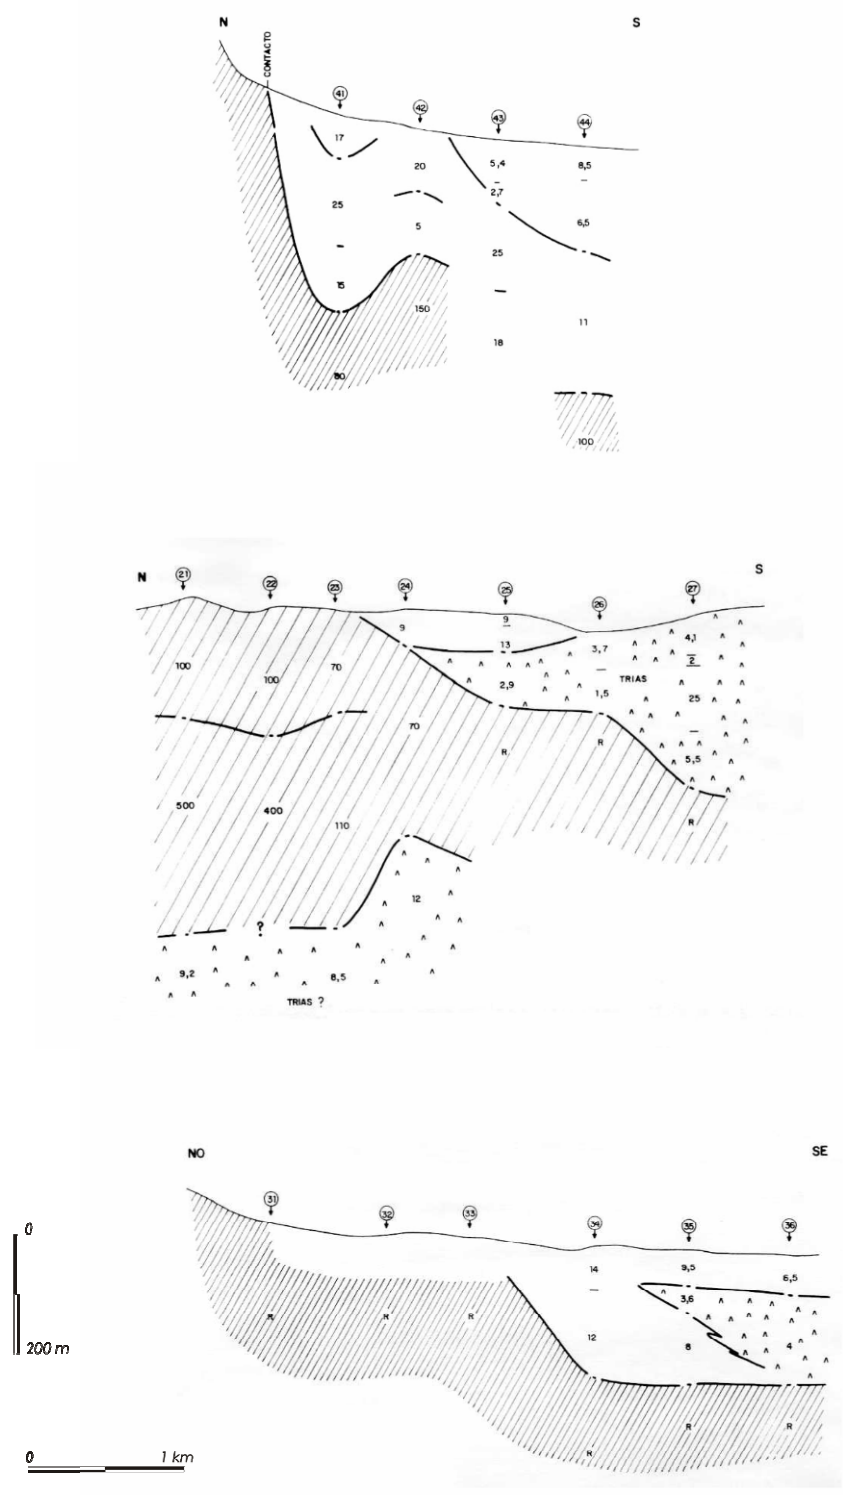 N S
CONTACTO
41 42 43 44
17
20 5,4 8,5
2,7
25
5 6,5
25
15
150 11
18
100
N S
21 22 23 24 25 26 27
9 9
13 3,7 4,1
2
100 100 70
TRIAS
2,9 1,5 25
70
R R
5,5
500 400 110
R
12
?
9,2 8,5
TRIAS ?
NO SE
31 32 33 34 35 36
0
14 9,5 6,5
3,6
R R R
12 8 4
200 m
R R
R
0 1 km